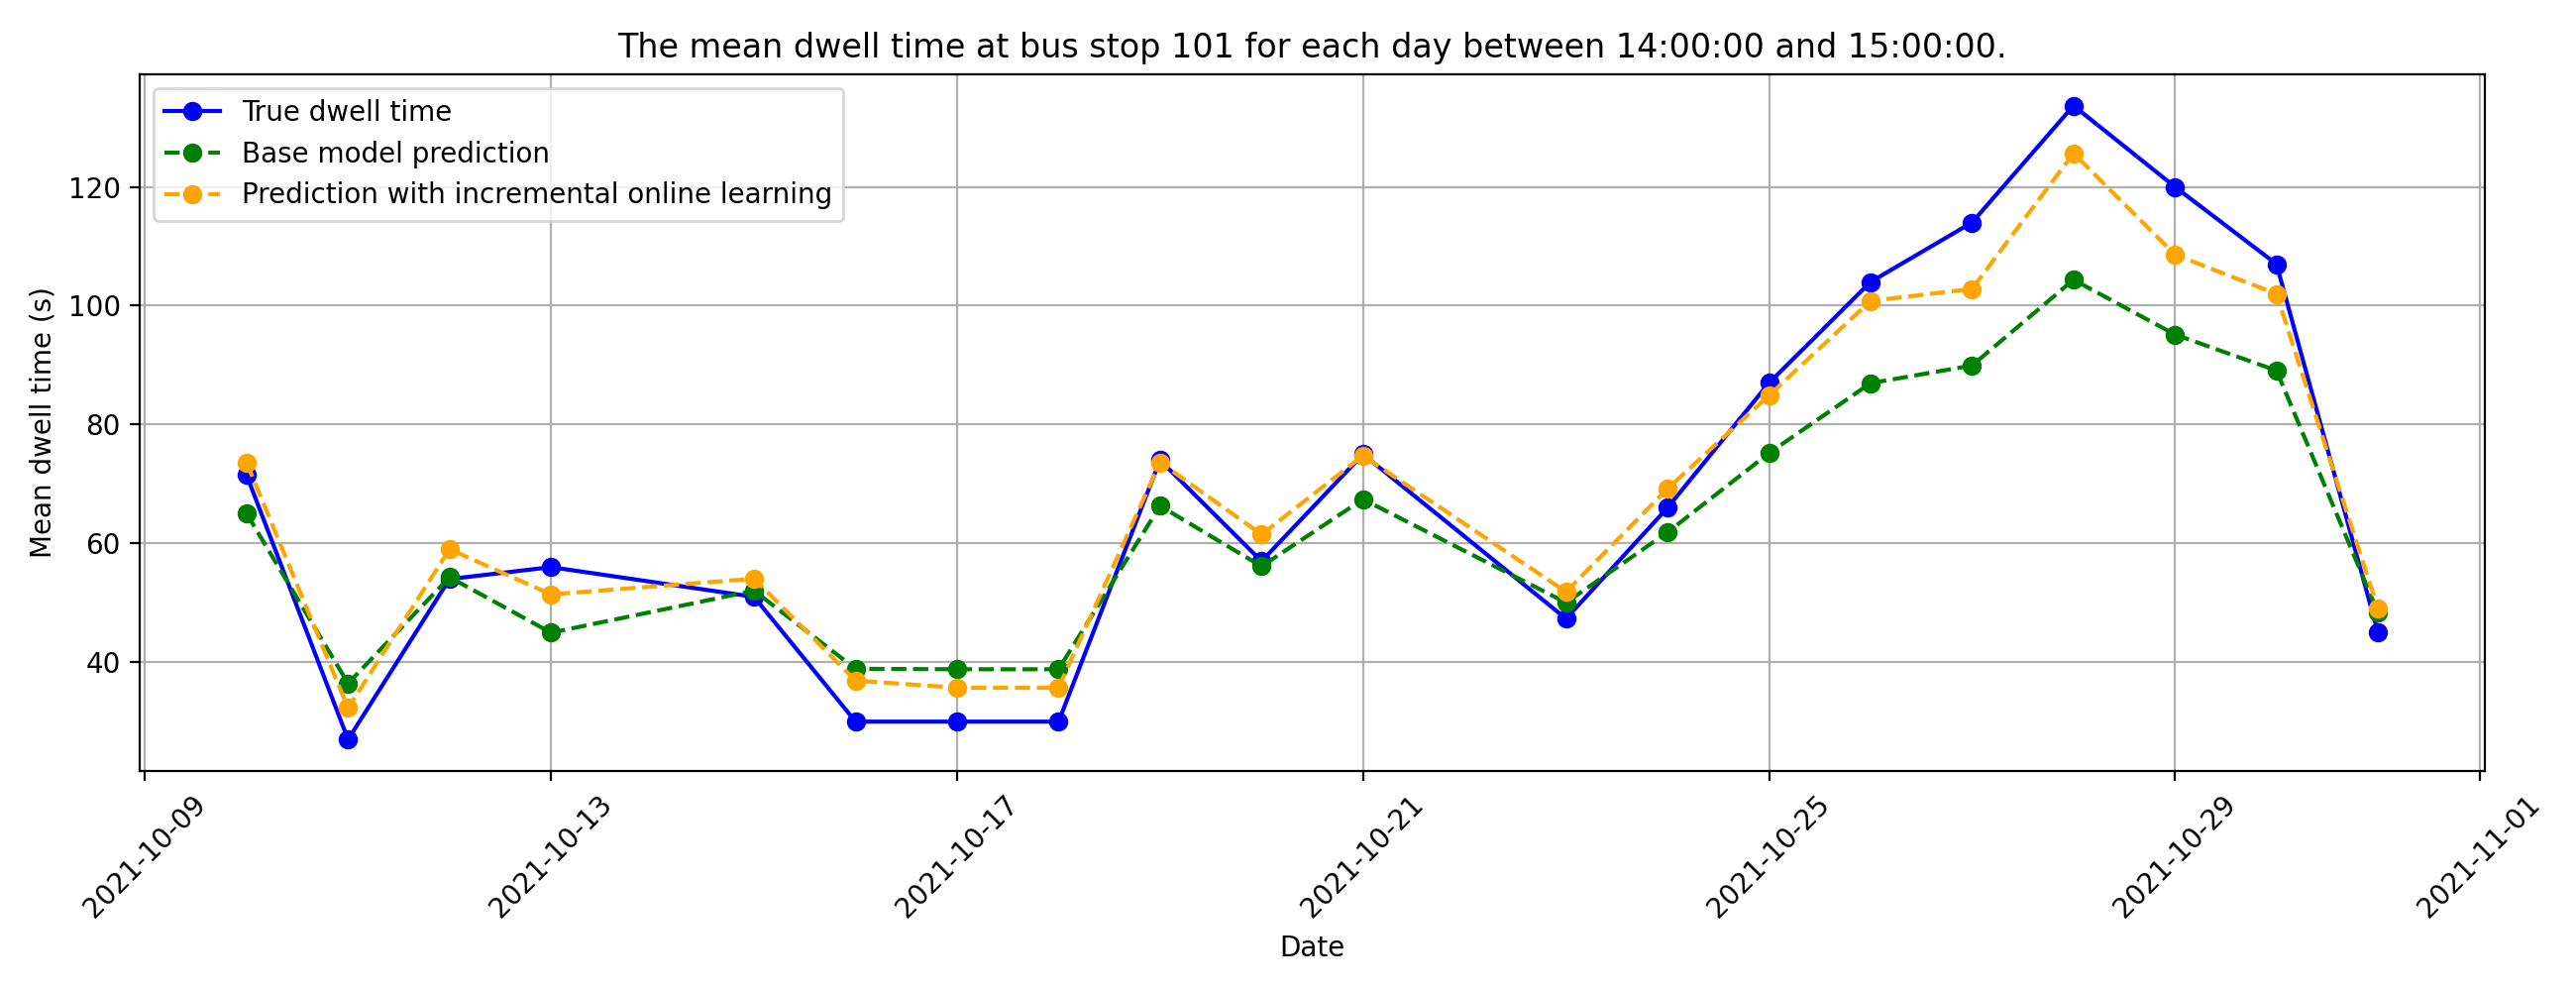 The mean dwell time at bus stop 101 for each day between 14:00:00 and 15:00:00.
True dwell time
Base model prediction
Prediction with incremental online learning
Mean dwell time (s)
120
100
80
60
40
2021-10-09
2021-10-13
2021-10-17
2021-10-21
2021-10-25
2021-10-29
2021-11-01
Date